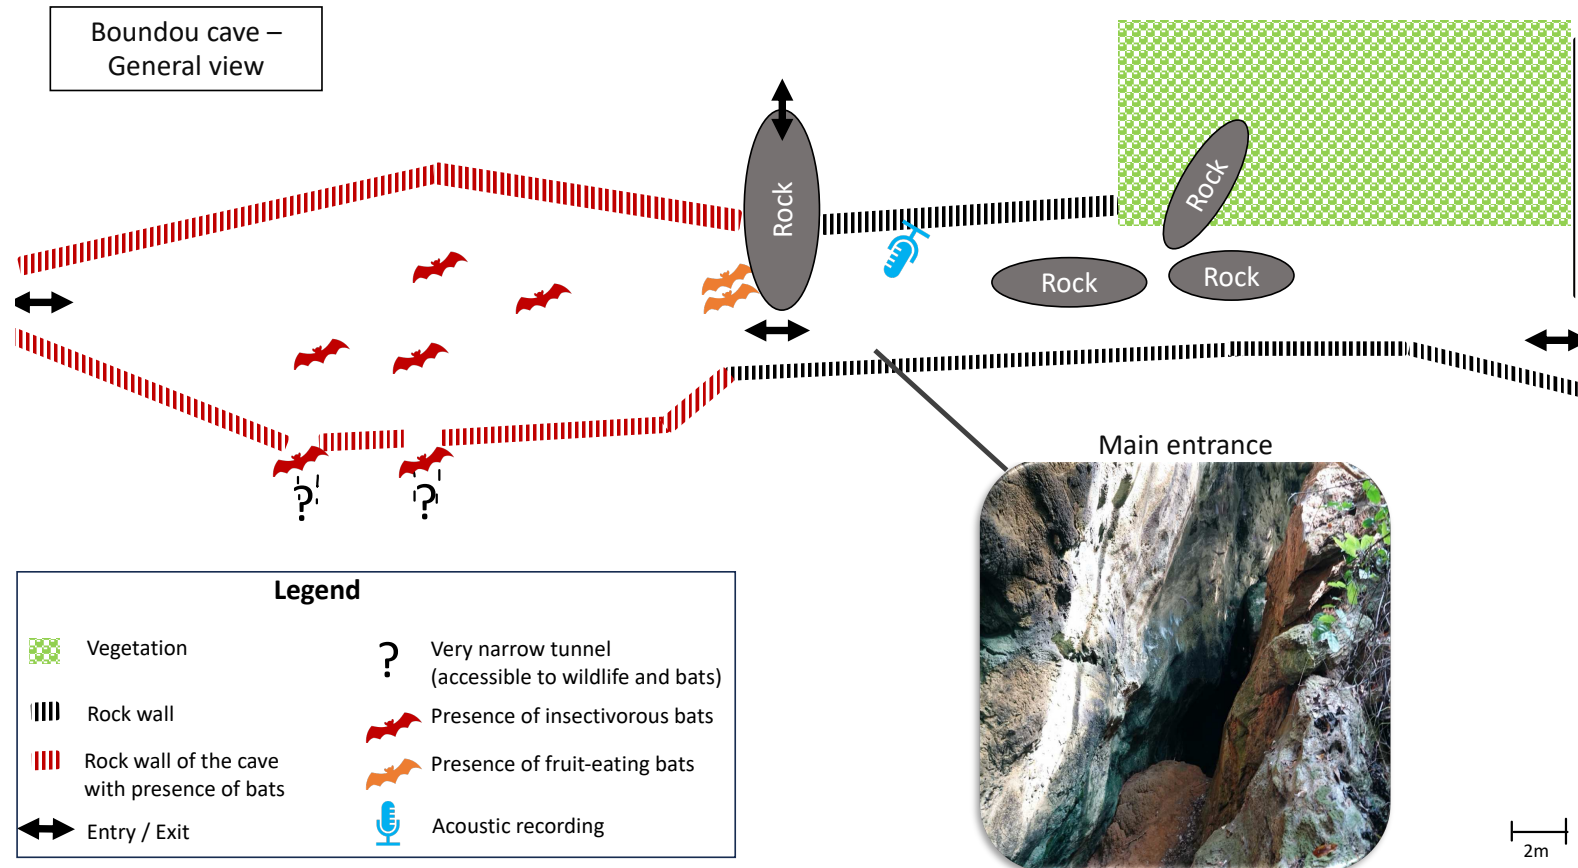 Boundou cave –
General view
Rock
Rock
Rock
Rock
?
?
Main entrance
Legend
Vegetation
Rock wall
Rock wall of the cave
with presence of bats
Entry / Exit
?
Very narrow tunnel
(accessible to wildlife and bats)
Presence of insectivorous bats
Presence of fruit-eating bats
Acoustic recording
2m